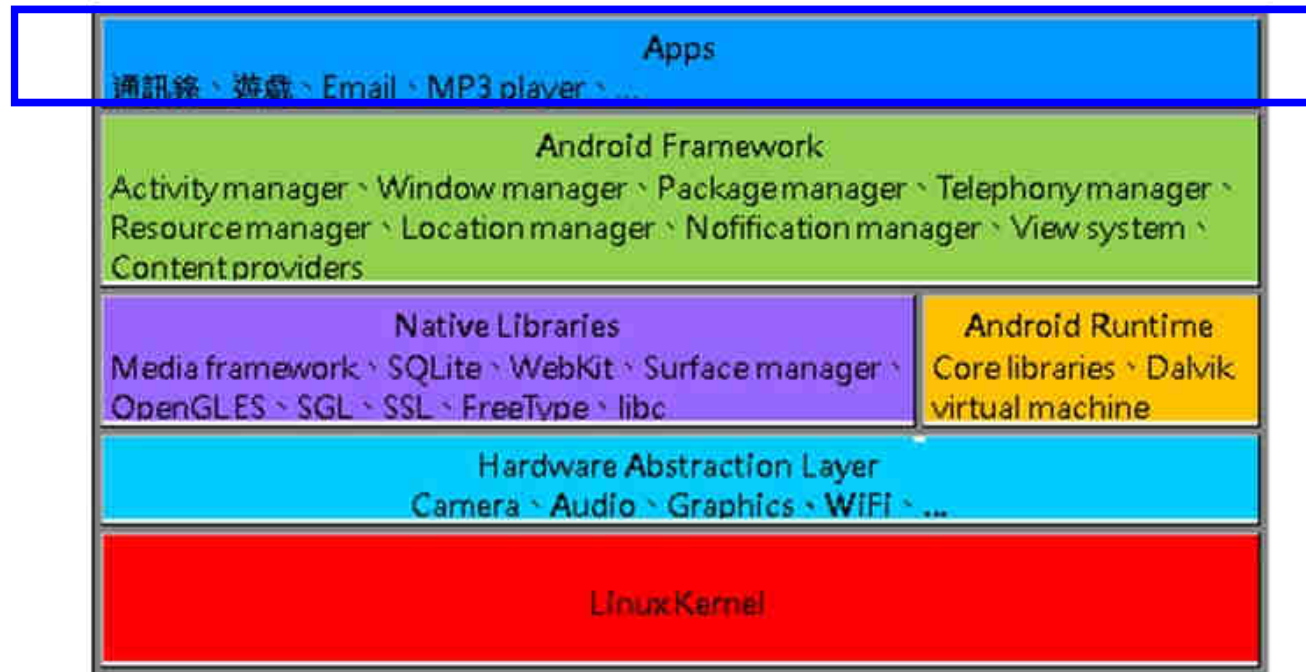 Apps
通訊錄、遊戲、Email、MP3 player、...
Android Framework
Activity manager、Window manager、Package manager、Telephony manager、
Resource manager、Location manager、Nofification manager、View system、
Content providers
Native Libraries
Media framework、SQLite、WebKit、Surface manager、
OpenGL ES、SGL、SSL、FreeType、libc
Android Runtime
Core libraries、Dalvik
virtual machine
Hardware Abstraction Layer
Camera、Audio、Graphics、WiFi、...
Linux Kernel